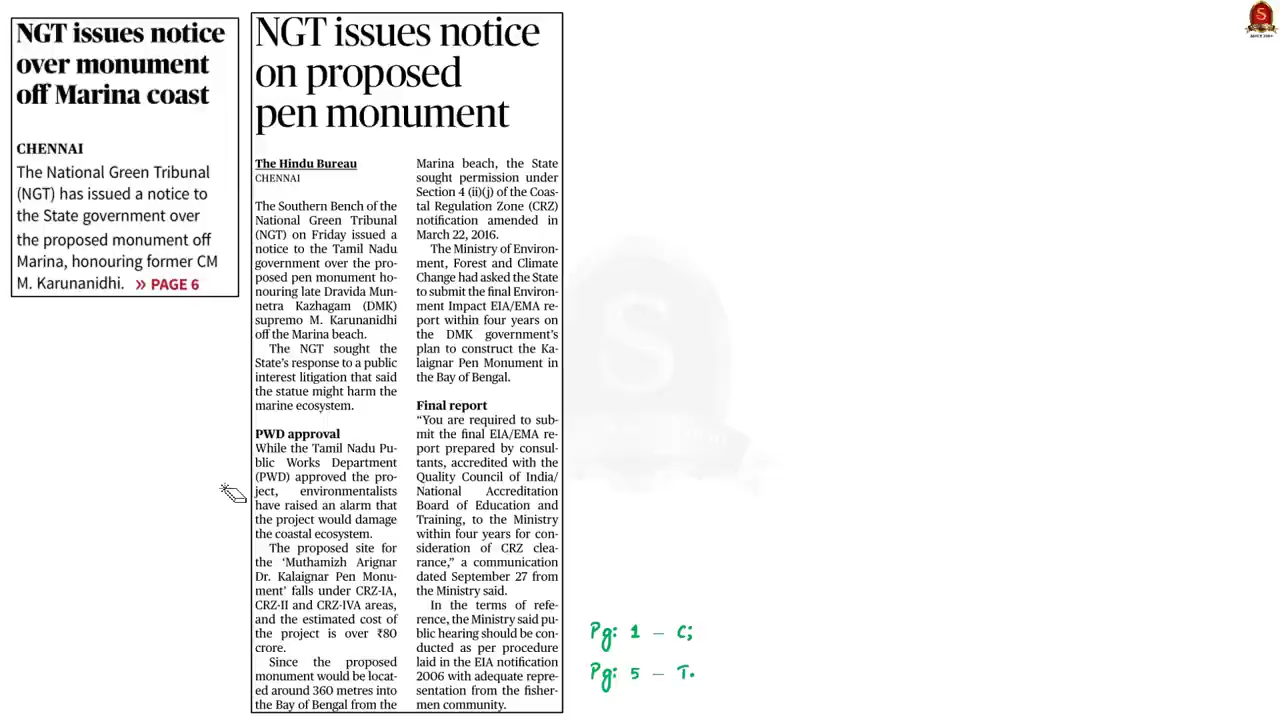 NGT issues notice
over monument
off Marina coast
CHENNAI
The National Green Tribunal
(NGT) has issued a notice to
the State government over
the proposed monument off
Marina, honouring former CM
M. Karunanidhi. » PAGE 6
NGT issues notice
on proposed
pen monument
The Hindu Bureau
CHENNAI
The Southern Bench of the
National Green Tribunal
(NGT) on Friday issued a
notice to the Tamil Nadu
government over the pro-
posed pen monument ho-
nouring late Dravida Mun-
netra Kazhagam (DMK)
supremo M. Karunanidhi
off the Marina beach.
The NGT sought the
State's response to a public
interest litigation that said
the statue might harm the
marine ecosystem.
PWD approval
While the Tamil Nadu Pu-
blic Works Department
(PWD) approved the pro-
ject, environmentalists
have raised an alarm that
the project would damage
the coastal ecosystem.
The proposed site for
the 'Muthamizh Arignar
Dr. Kalaignar Pen Monu-
ment' falls under CRZ-IA,
CRZ-II and CRZ-IVA areas,
and the estimated cost of
the project is over ₹80
crore.
Since the proposed
monument would be locat-
ed around 360 metres into
the Bay of Bengal from the
Marina beach, the State
sought permission under
Section 4 (ii)(j) of the Coas-
tal Regulation Zone (CRZ)
notification amended in
March 22, 2016.
The Ministry of Environ-
ment, Forest and Climate
Change had asked the State
to submit the final Environ-
ment Impact EIA/EMA re-
port within four years on
the DMK government's
plan to construct the Ka-
laignar Pen Monument in
the Bay of Bengal.
Final report
"You are required to sub-
mit the final EIA/EMA re-
port prepared by consul-
tants, accredited with the
Quality Council of India/
National Accreditation
Board of Education and
Training, to the Ministry
within four years for con-
sideration of CRZ clea-
rance," a communication
dated September 27 from
the Ministry said.
In the terms of refe-
rence, the Ministry said pu-
blic hearing should be con-
ducted as per procedure
laid in the EIA notification
2006 with adequate repre-
sentation from the fisher-
men community.
Pg: 1 – C;
Pg: 5 – T.
S
SINCE 2004